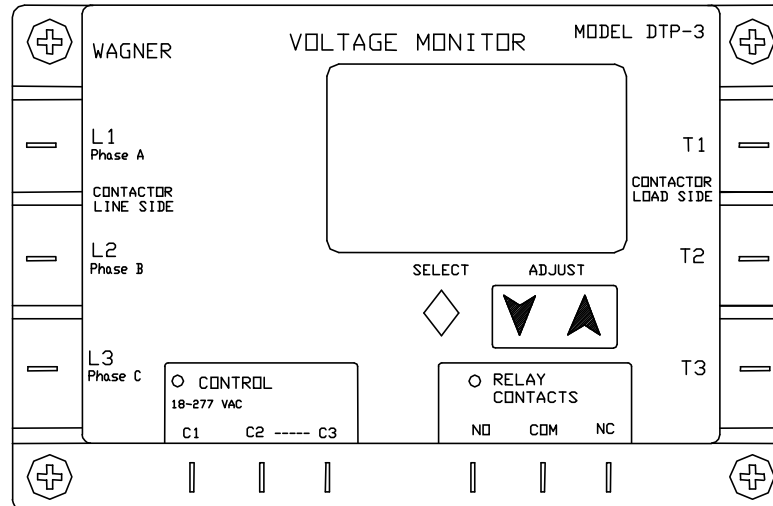 WAGNER
VOLTAGE MONITOR
MODEL DTP-3
L1
Phase A
T1
CONTACTOR
LINE SIDE
CONTACTOR
LOAD SIDE
L2
Phase B
T2
SELECT
ADJUST
L3
Phase C
T3
CONTROL
18-277 VAC
C1 C2 ----- C3
RELAY
CONTACTS
NO COM NC